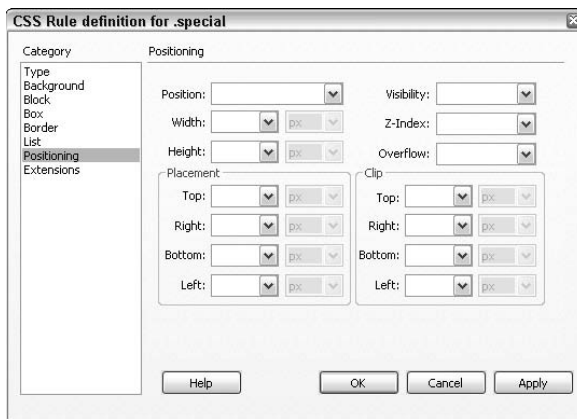 CSS Rule definition for .special
Category
Type
Background
Block
Box
Border
List
Positioning
Extensions
Positioning
Position: Visibility:
Width: px Z-Index:
Height: px Overflow:
Placement Clip
Top: px Top: px
Right: px Right: px
Bottom: px Bottom: px
Left: px Left: px
Help OK Cancel Apply